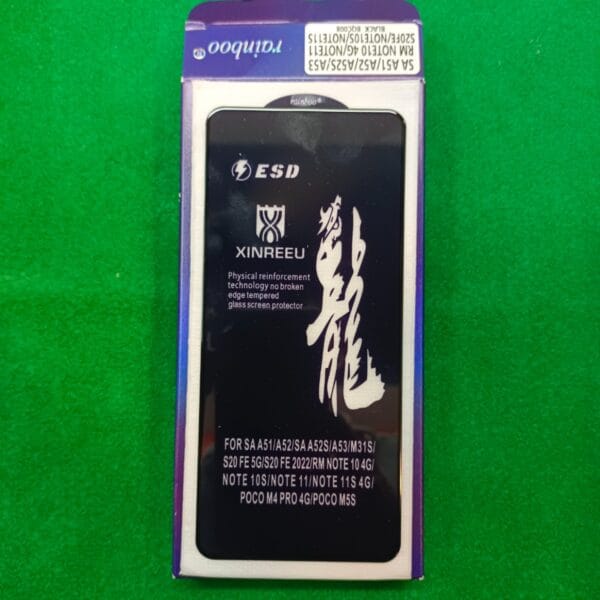 rainboo®
SA A51/A52/A52S/A53
RM NOTE10 4G/NOTE11
S20FE/NOTE10S/NOTE11S
BLACK BQC008
rainboo®
ESD
XINREEU
Physical reinforcement
technology no broken
edge tempered
glass screen protector
FOR SA A51/A52/SA A52S/A53/M31S/
S20 FE 5G/S20 FE 2022/RM NOTE 10 4G/
NOTE 10S/NOTE 11/NOTE 11S 4G/
POCO M4 PRO 4G/POCO M5S